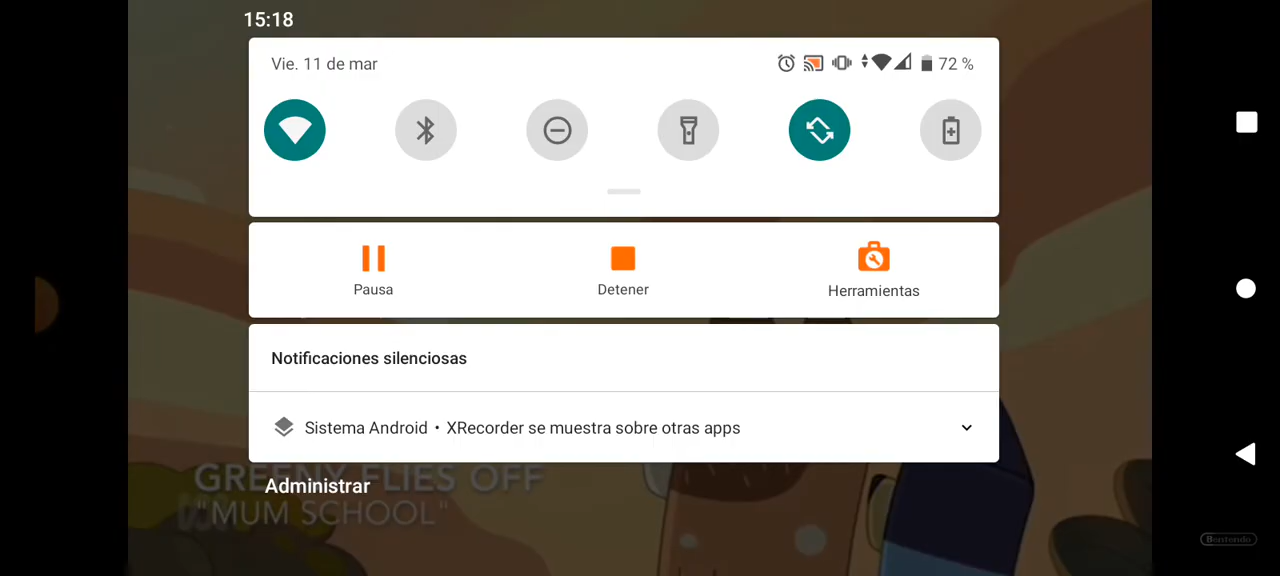 15:18
Vie. 11 de mar
72 %
Pausa
Detener
Herramientas
Notificaciones silenciosas
Sistema Android • XRecorder se muestra sobre otras apps
GREENY FLIES OFF
Administrar
"MUM SCHOOL"